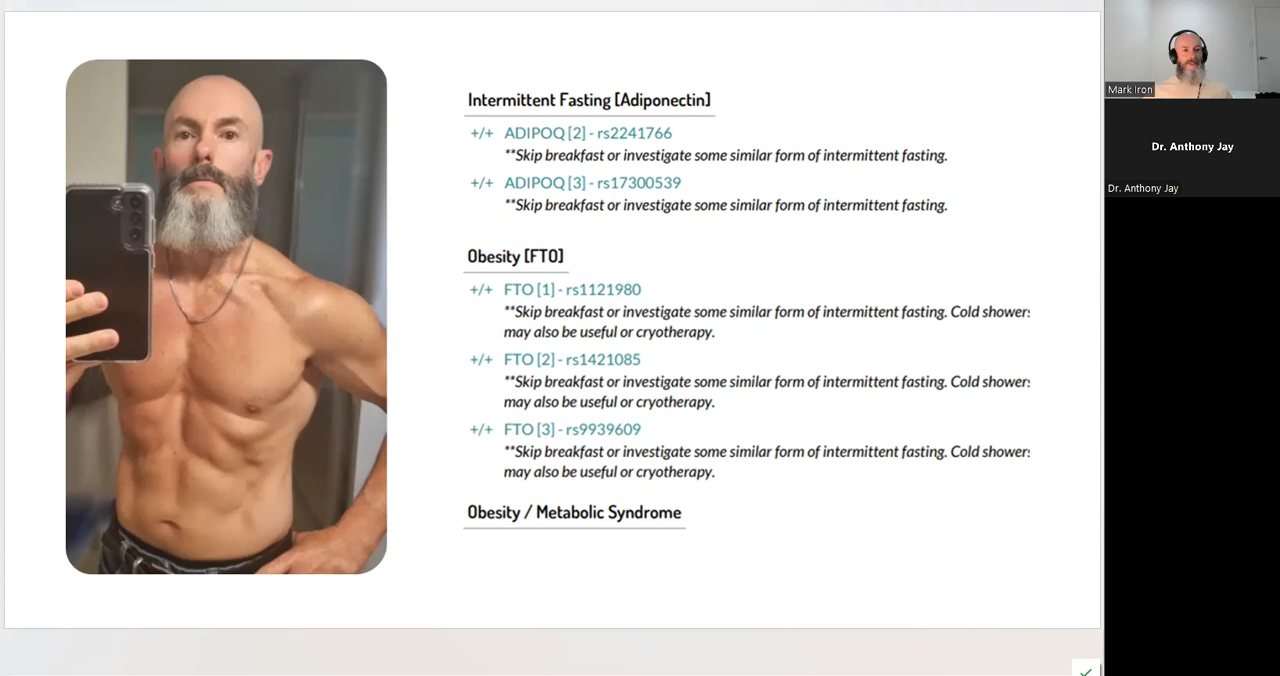 Intermittent Fasting [Adiponectin]
+/+ ADIPOQ [2] - rs2241766
**Skip breakfast or investigate some similar form of intermittent fasting.
+/+ ADIPOQ [3] - rs17300539
**Skip breakfast or investigate some similar form of intermittent fasting.
Obesity [FTO]
+/+ FTO [1] - rs1121980
**Skip breakfast or investigate some similar form of intermittent fasting. Cold showers
may also be useful or cryotherapy.
+/+ FTO [2] - rs1421085
**Skip breakfast or investigate some similar form of intermittent fasting. Cold showers
may also be useful or cryotherapy.
+/+ FTO [3] - rs9939609
**Skip breakfast or investigate some similar form of intermittent fasting. Cold showers
may also be useful or cryotherapy.
Obesity / Metabolic Syndrome
Mark Iron
Dr. Anthony Jay
Dr. Anthony Jay